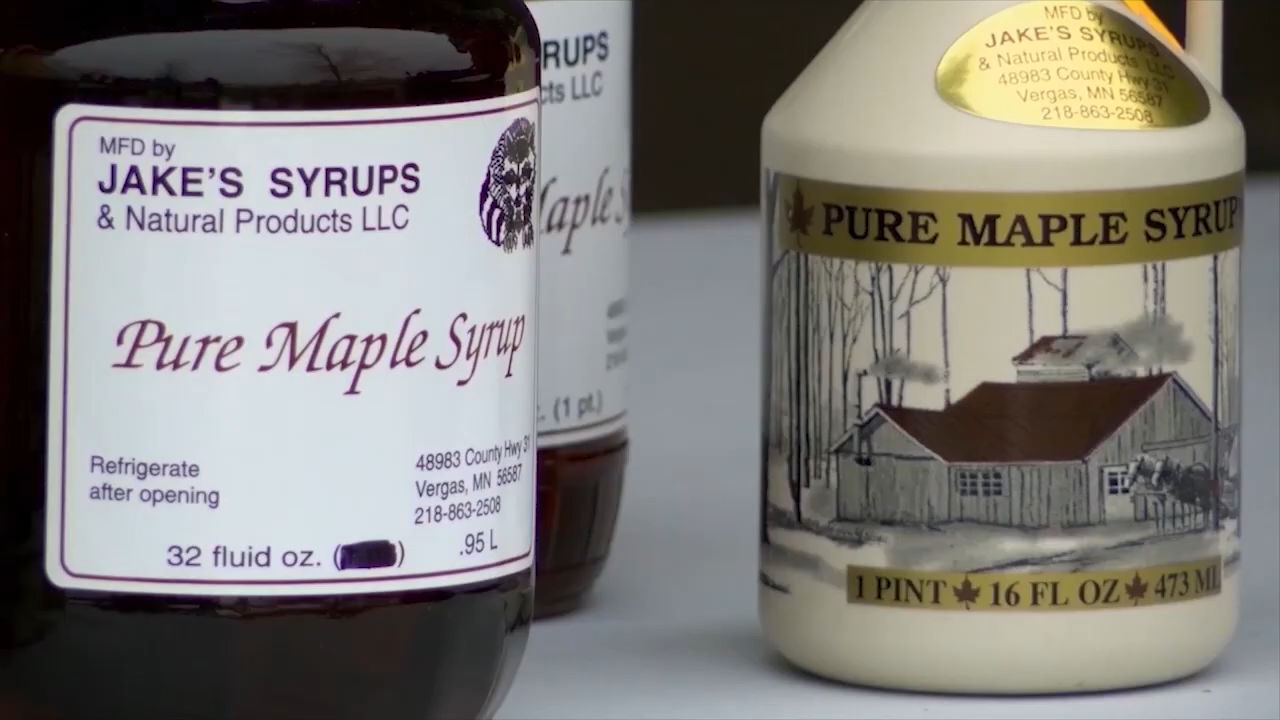 MFD by
JAKE'S SYRUPS
& Natural Products LLC
Pure Maple Syrup
Refrigerate
after opening
48983 County Hwy 31
Vergas, MN 56587
218-863-2508
32 fluid oz. ( )
.95 L
RUPS
cts LLC
Maple S
z. (1 pt.)
MFD by
JAKE'S SYRUPS
& Natural Products LLC
48983 County Hwy 31
Vergas, MN 56587
218-863-2508
PURE MAPLE SYRUP
1 PINT 16 FL OZ 473 ML